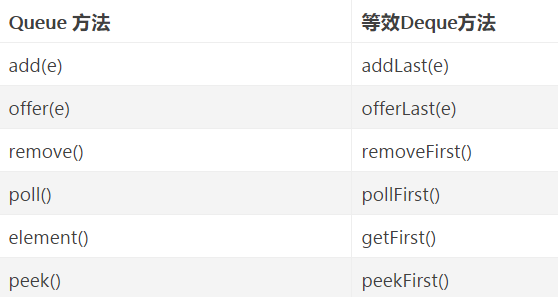 Queue 方法 等效Deque方法
add(e) addLast(e)
offer(e) offerLast(e)
remove() removeFirst()
poll() pollFirst()
element() getFirst()
peek() peekFirst()